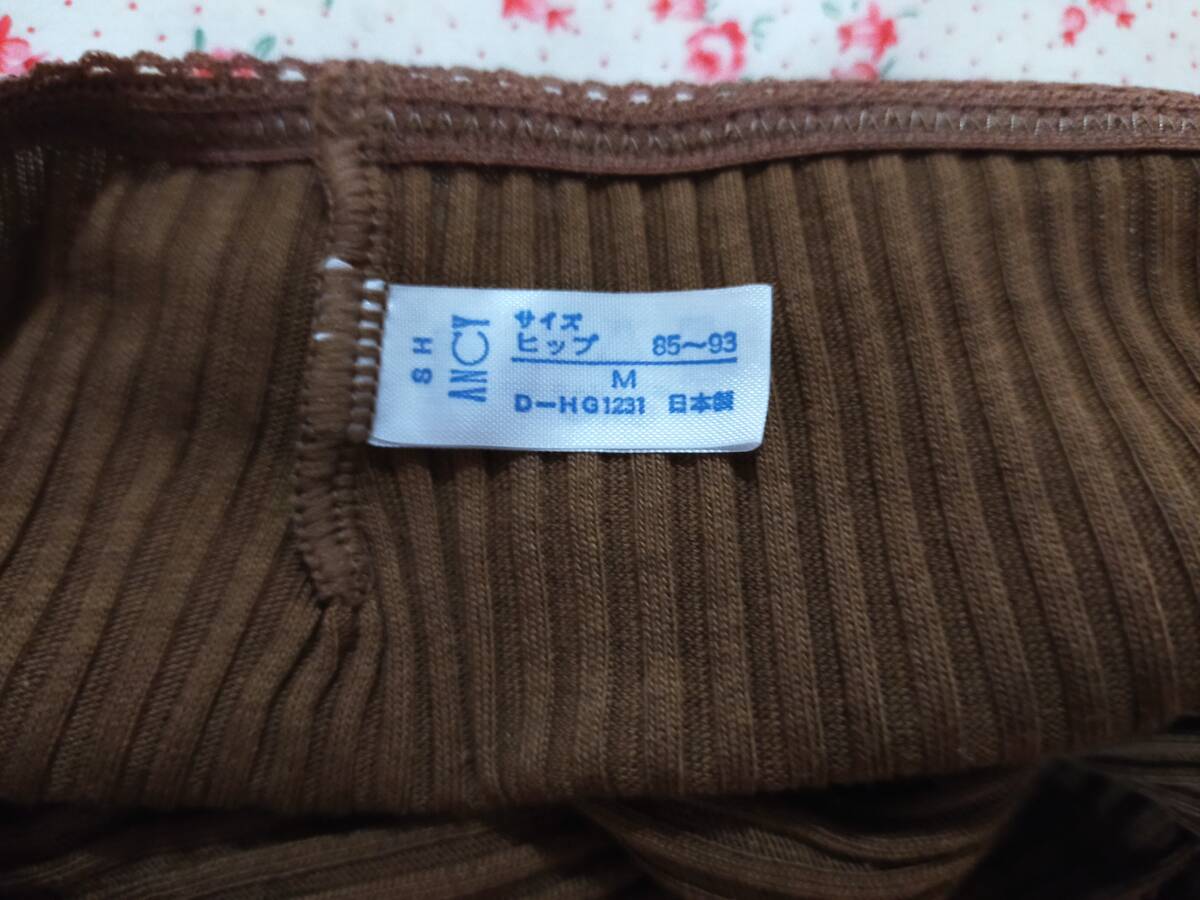 SH
ANCY
サイズ
ヒップ 85〜93
M
D-HG1231 日本製